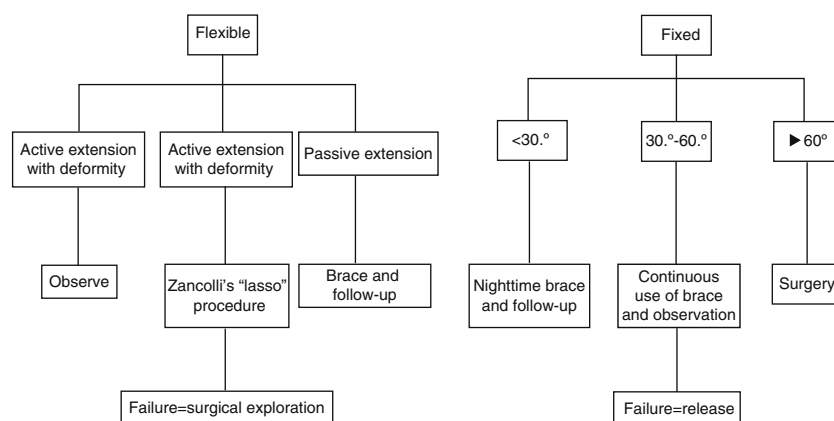 Flexible
Active extension
with deformity
Active extension
with deformity
Passive extension
Observe
Zancolli's "lasso"
procedure
Brace and
follow-up
Failure=surgical exploration
Fixed
<30.º
30.º-60.º
▶60º
Nighttime brace
and follow-up
Continuous
use of brace
and observation
Surgery
Failure=release